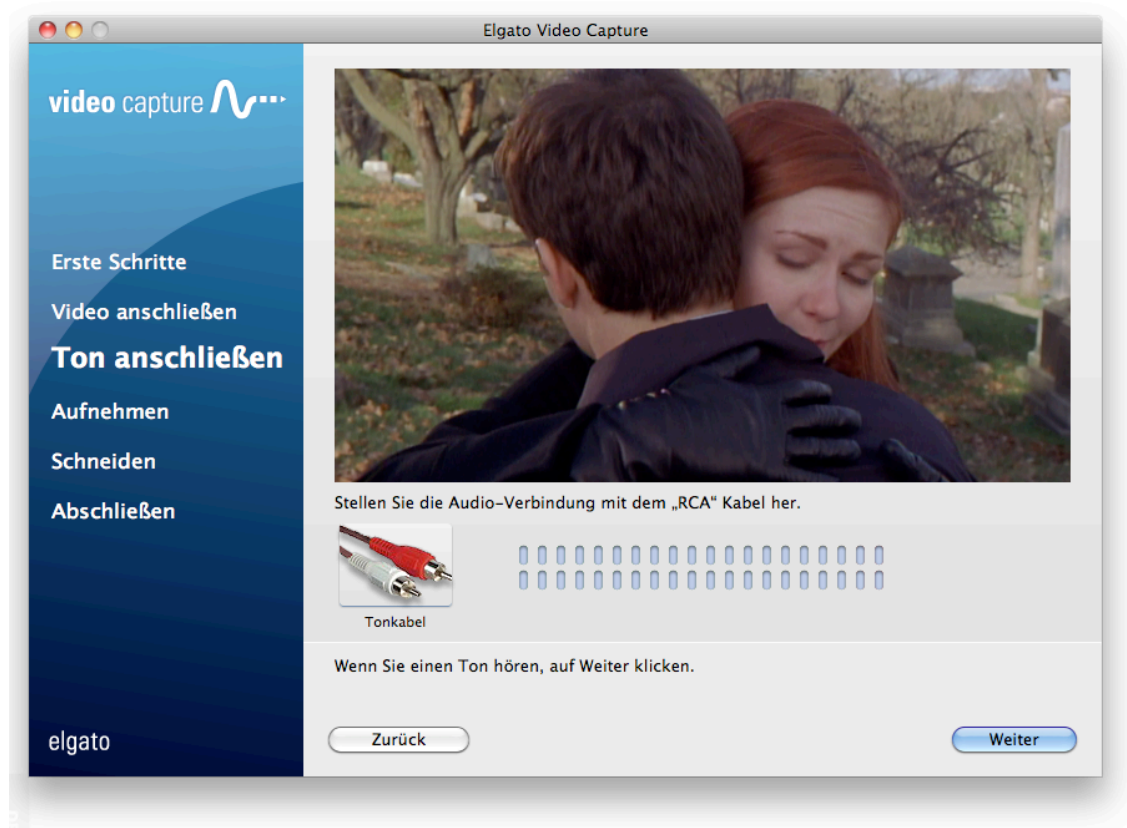 Elgato Video Capture
video capture
Erste Schritte
Video anschließen
Ton anschließen
Aufnehmen
Schneiden
Abschließen
elgato
Stellen Sie die Audio-Verbindung mit dem „RCA“ Kabel her.
Tonkabel
Wenn Sie einen Ton hören, auf Weiter klicken.
Zurück
Weiter